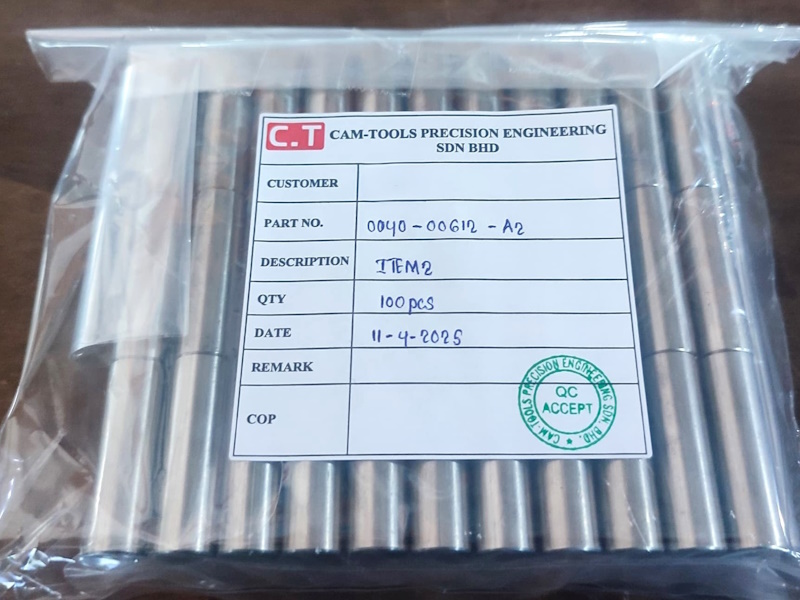 C.T CAM-TOOLS PRECISION ENGINEERING
SDN BHD
CUSTOMER
PART NO. 0040-00612-A2
DESCRIPTION ITEM2
QTY 100pcs
DATE 11-4-2025
REMARK
COP
CAM-TOOLS PRECISION ENGINEERING SDN. BHD.
QC
ACCEPT